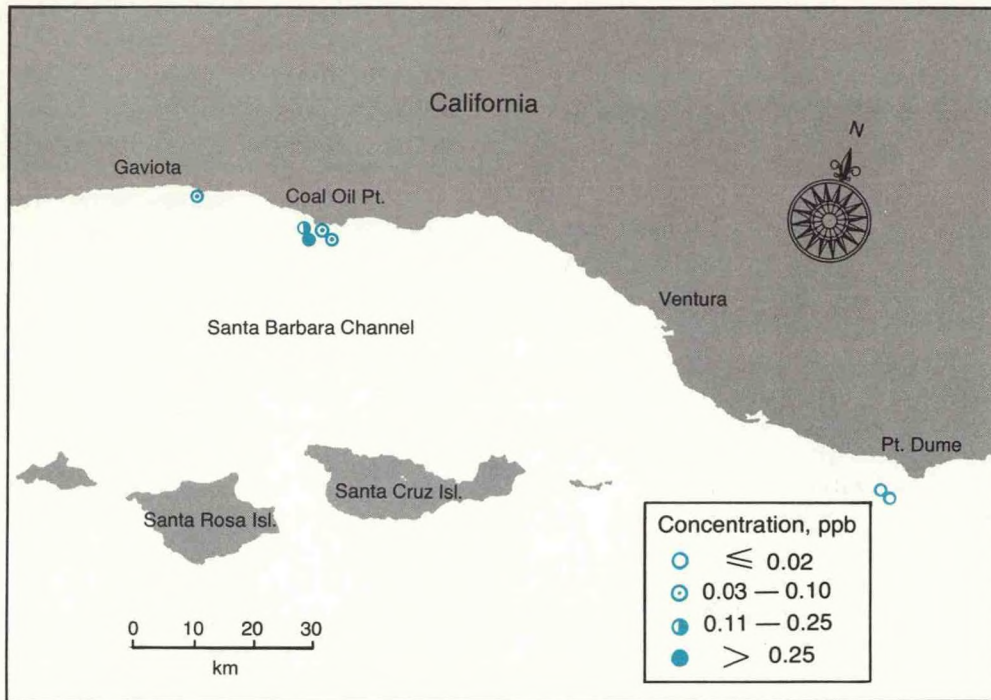 California
N
Gaviota
Coal Oil Pt.
Ventura
Santa Barbara Channel
Pt. Dume
Santa Cruz Isl.
Santa Rosa Isl.
Concentration, ppb
≤ 0.02
0.03 — 0.10
0.11 — 0.25
> 0.25
0 10 20 30
km